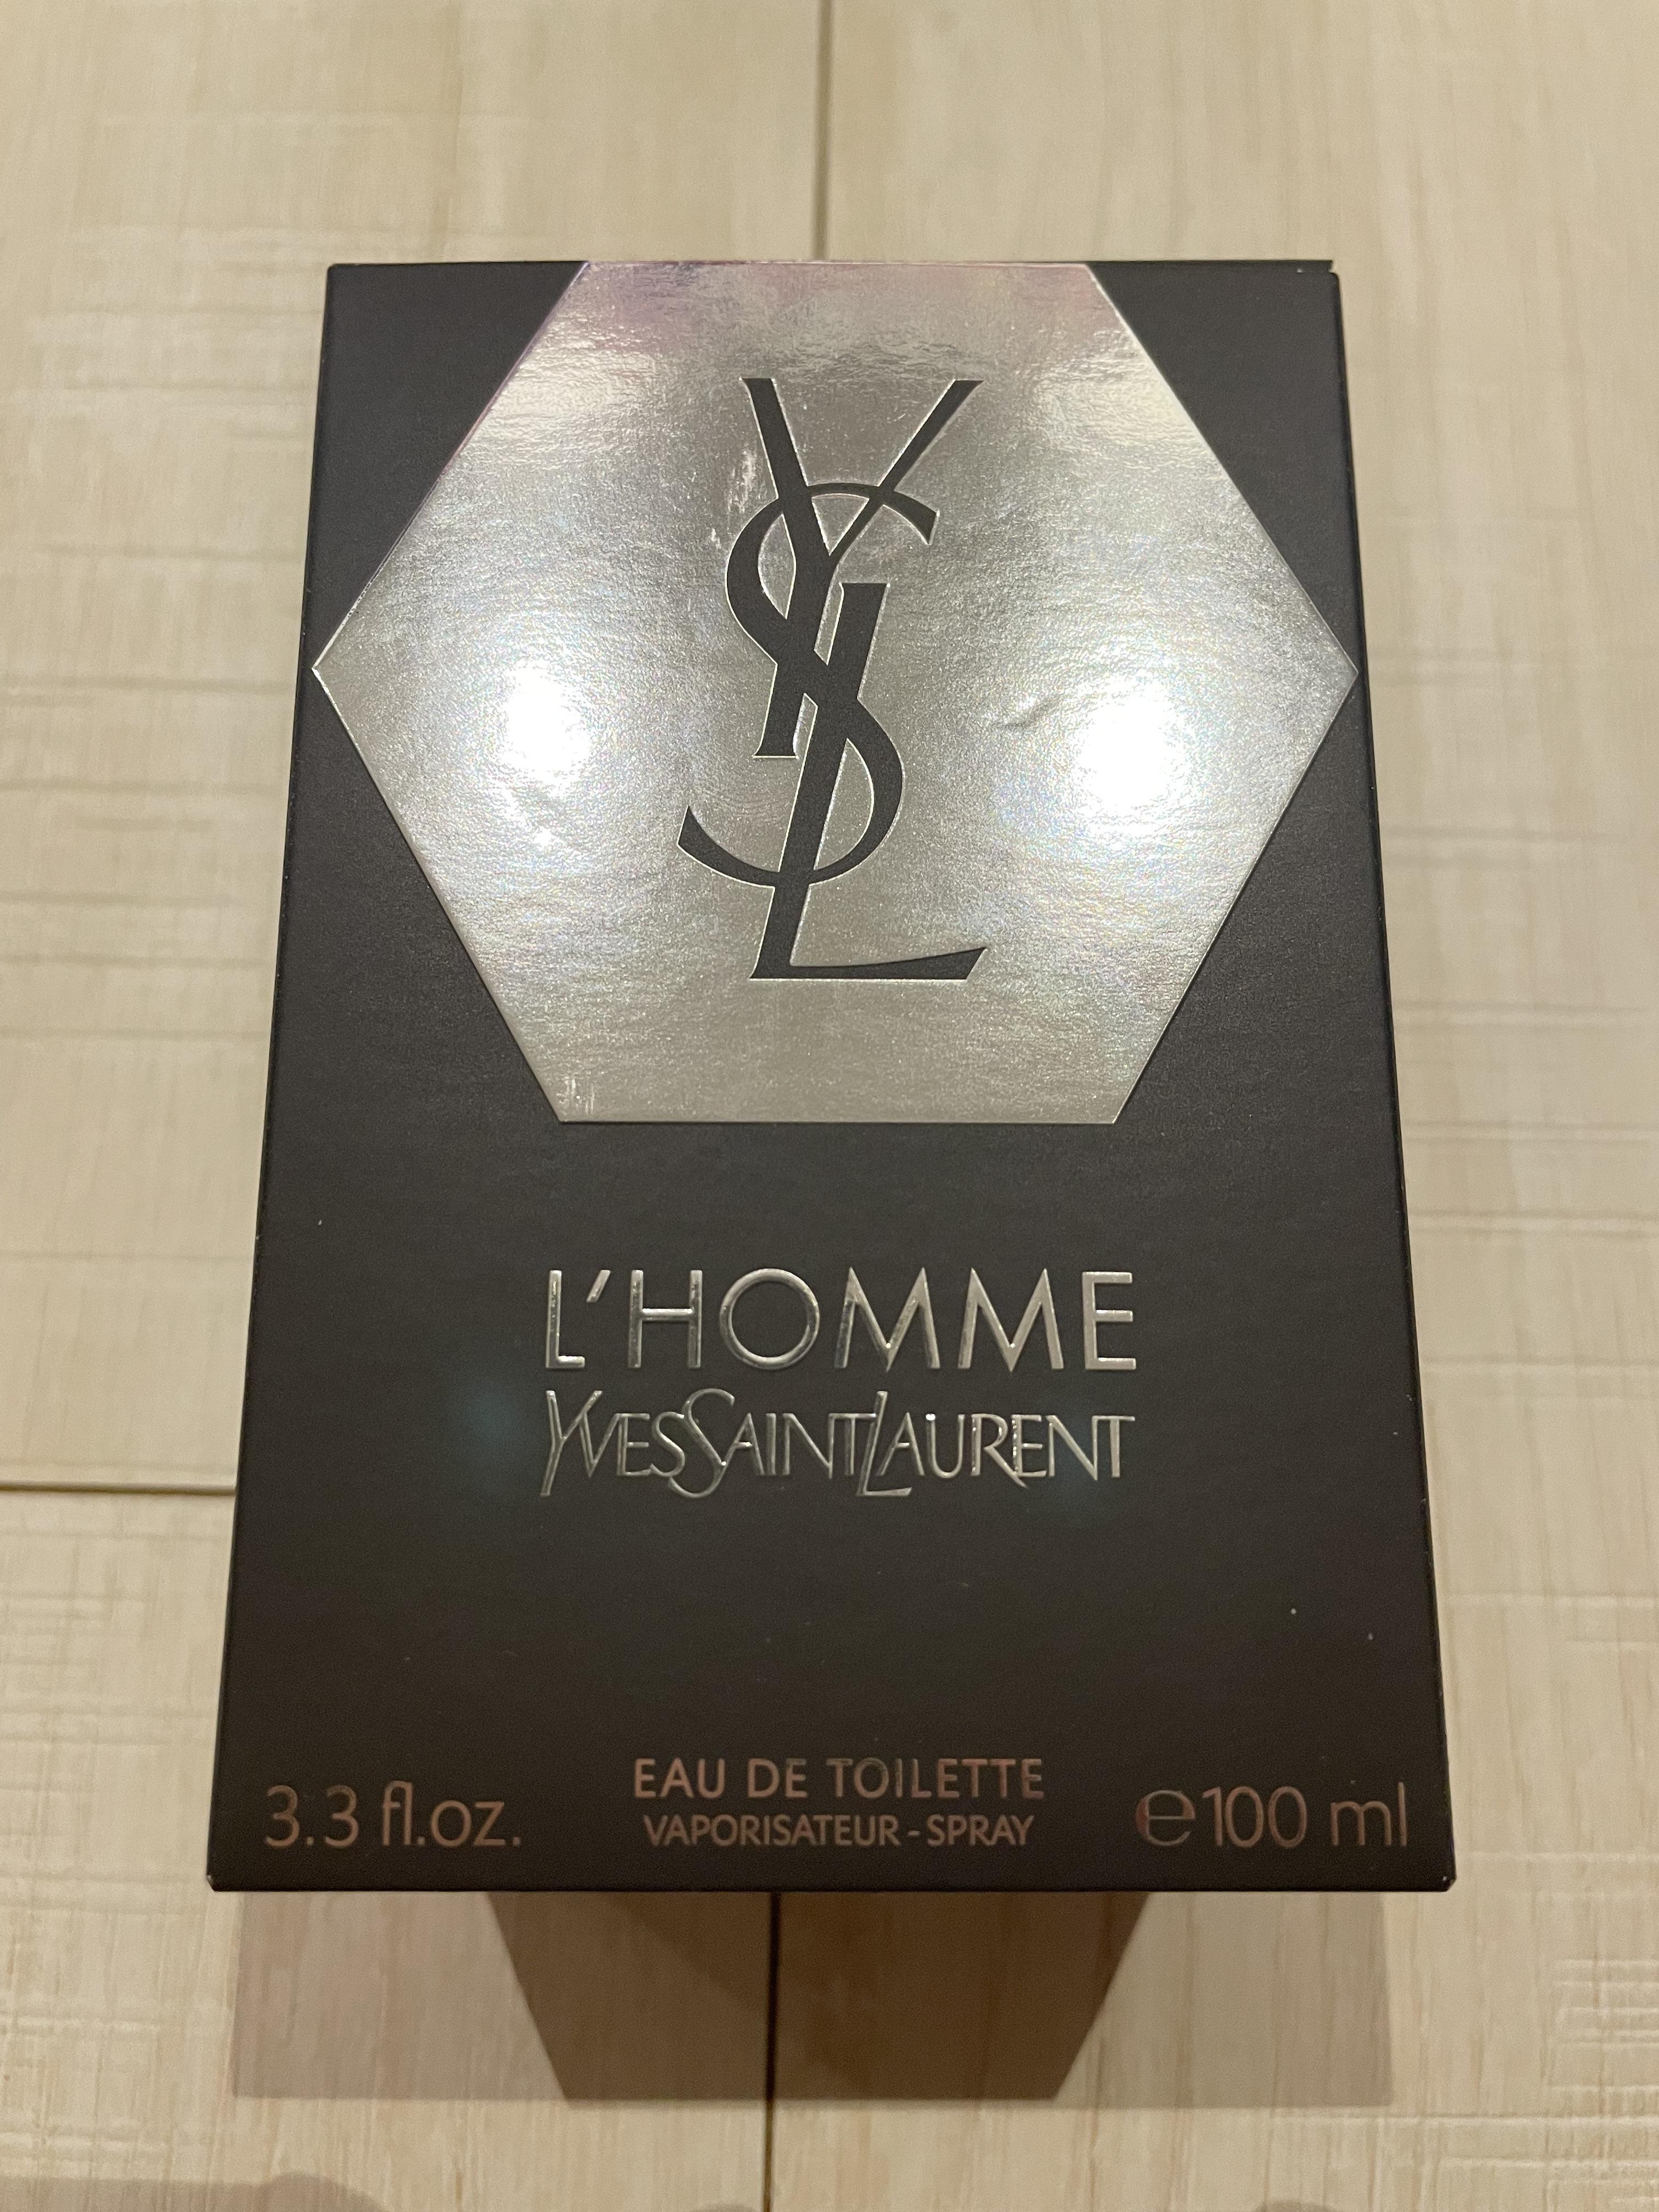 YSL
L'HOMME
YVESSAINTLAURENT
EAU DE TOILETTE
3.3 fl.oz.
VAPORISATEUR - SPRAY
℮100 ml